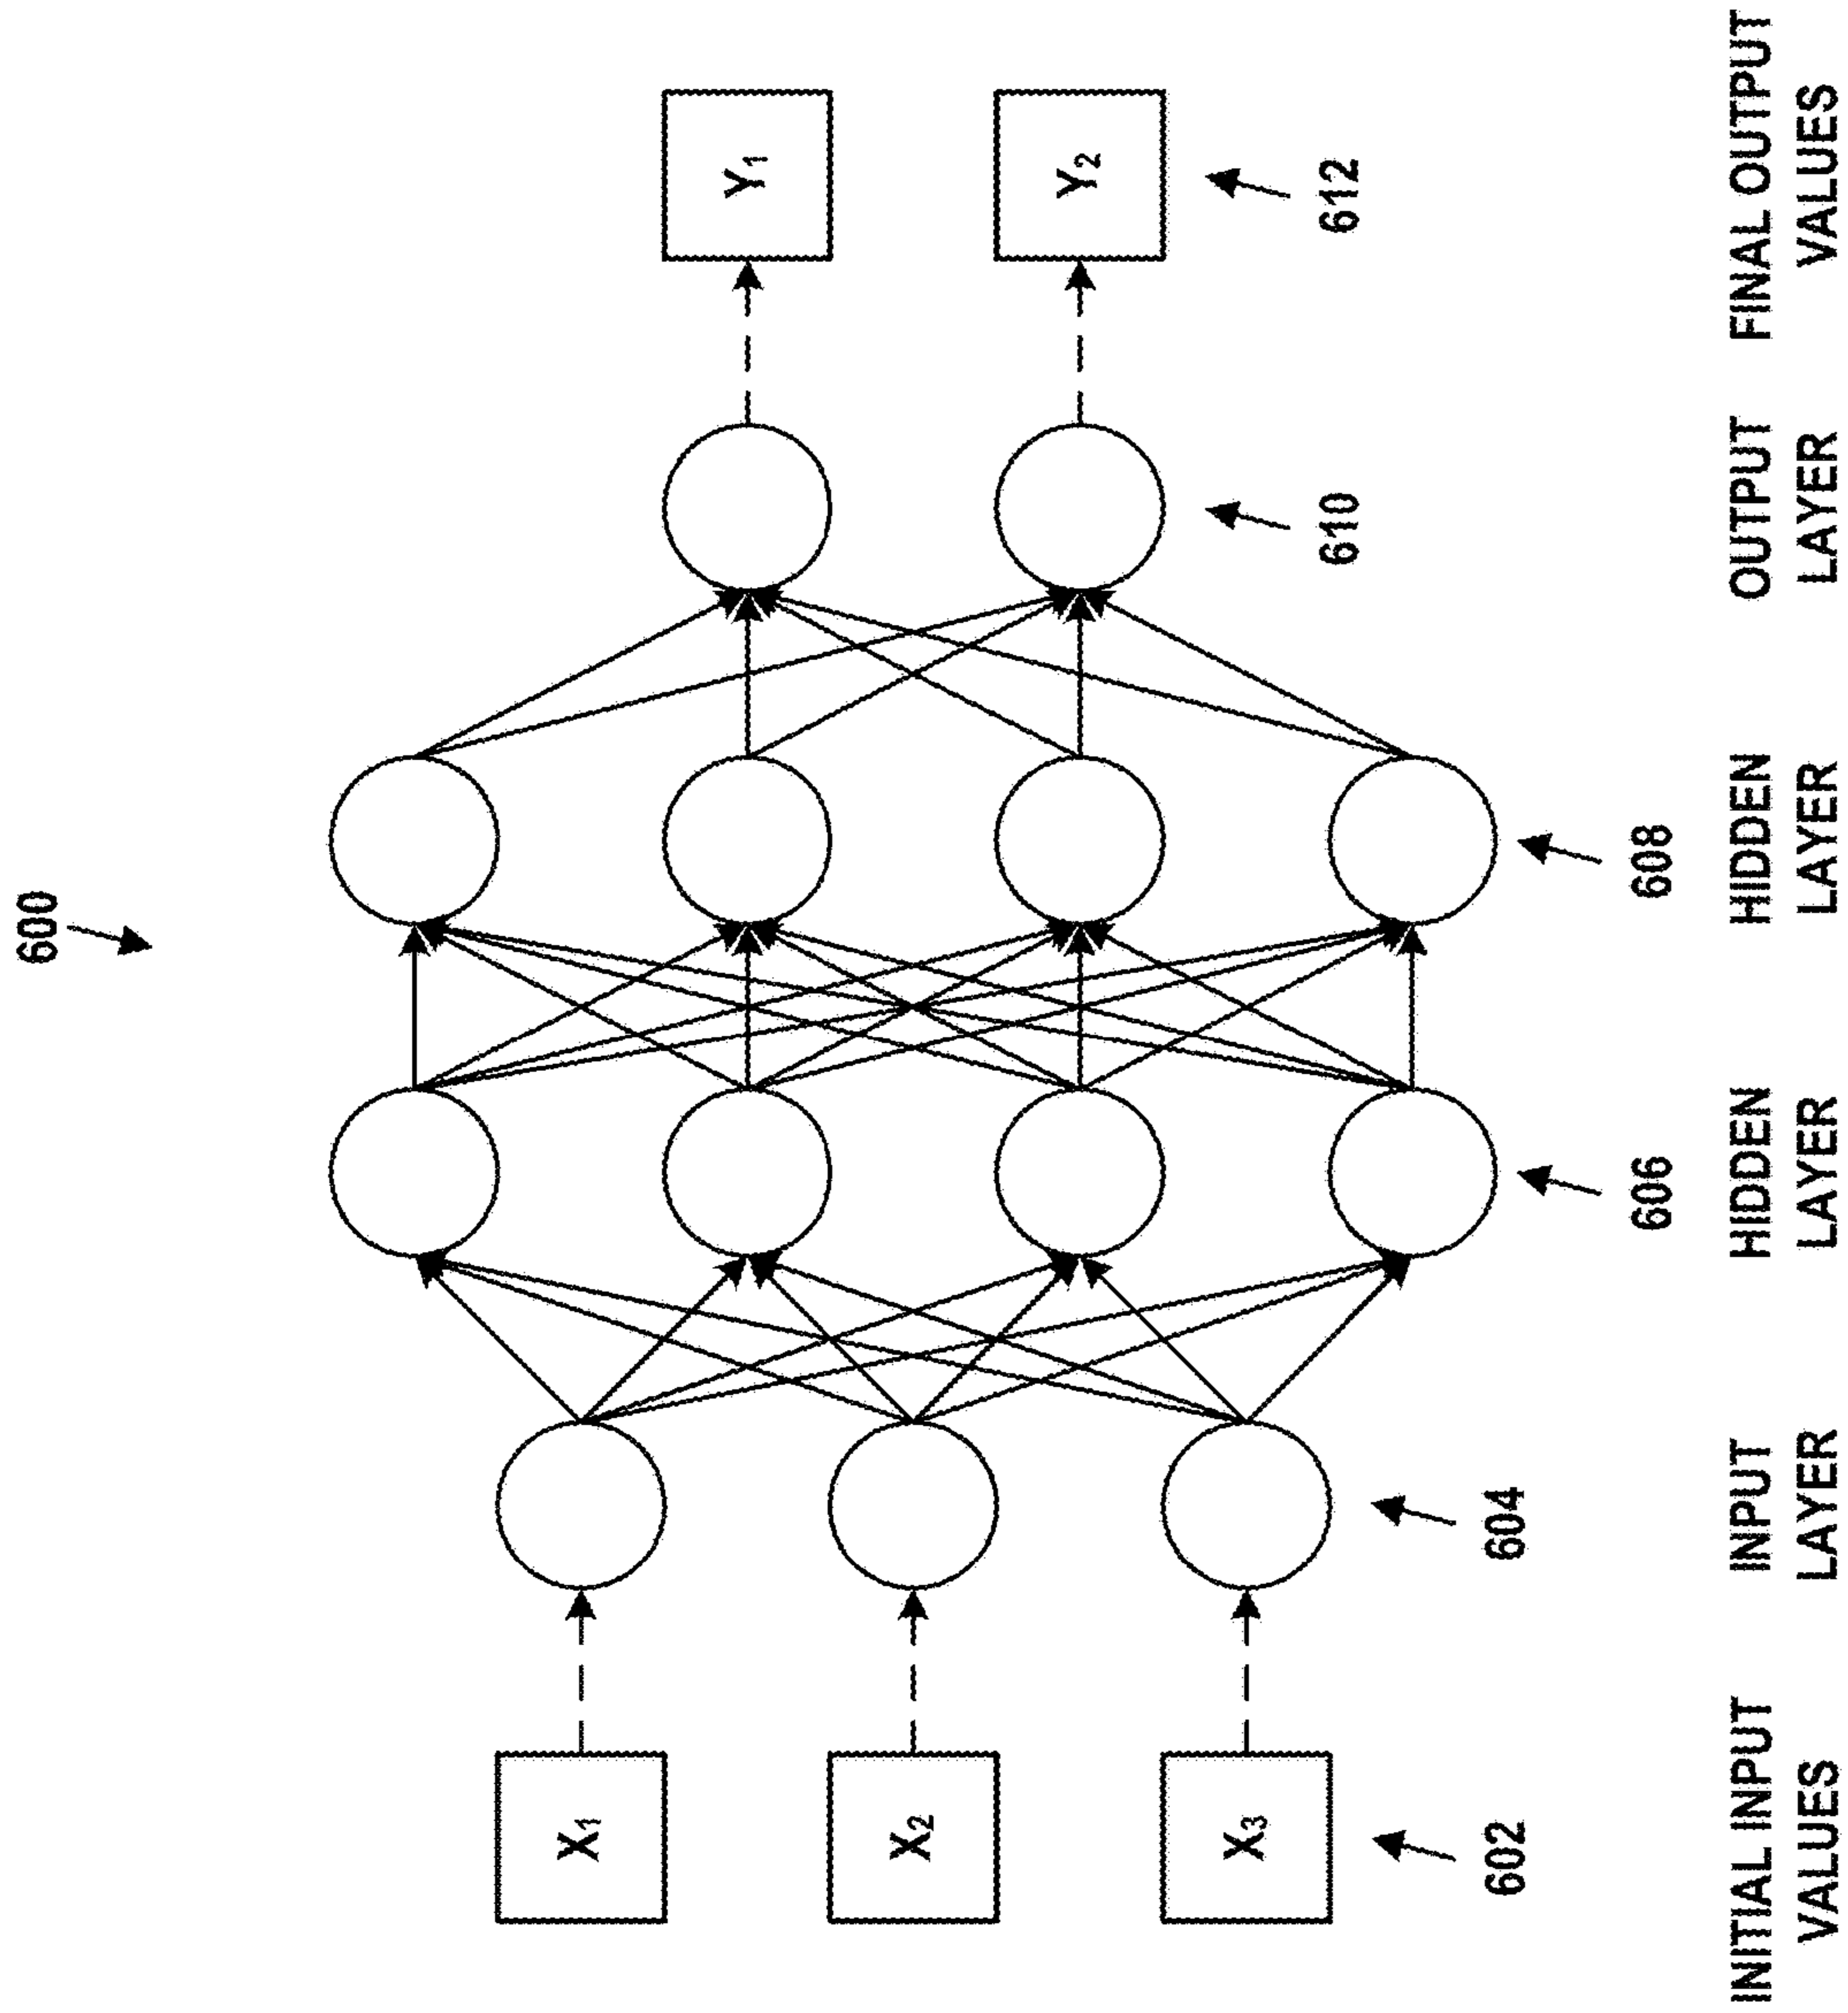 600
X1
X2
X3
Y1
Y2
602
604
606
608
610
612
INITIAL INPUT
VALUES
INPUT
LAYER
HIDDEN
LAYER
HIDDEN
LAYER
OUTPUT
LAYER
FINAL OUTPUT
VALUES